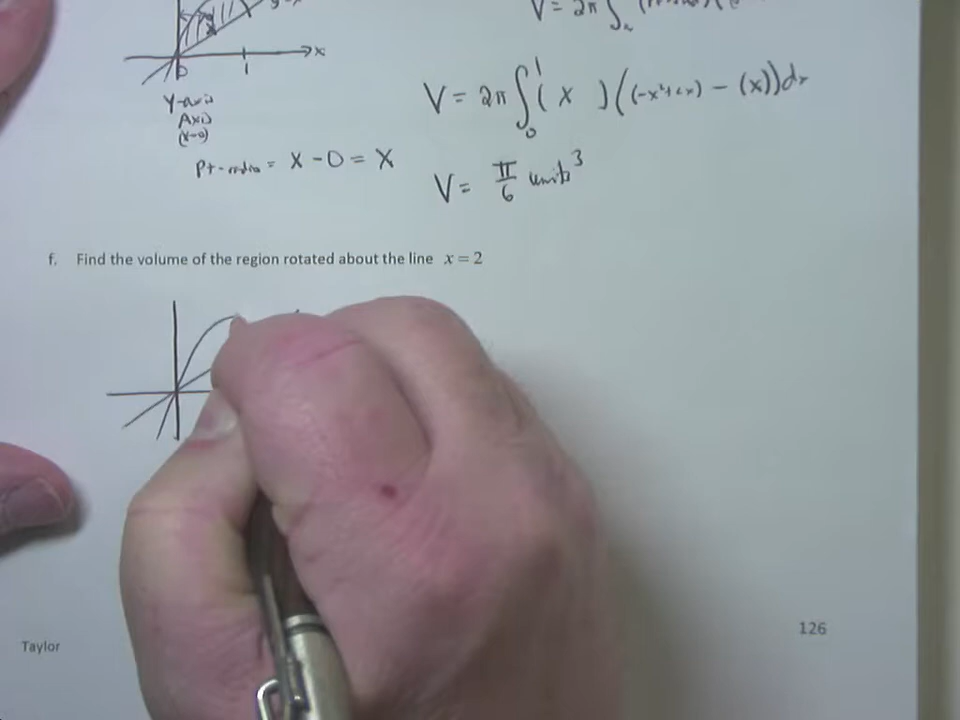 V = 2π ∫
x
0 1
V = 2π ∫₀¹ ( x )((-x²+2x) - (x))dx
Y-axis
Axis
(x=0)
Pt-radius = x - 0 = x
V = π/6 units³
f. Find the volume of the region rotated about the line x = 2
126
Taylor